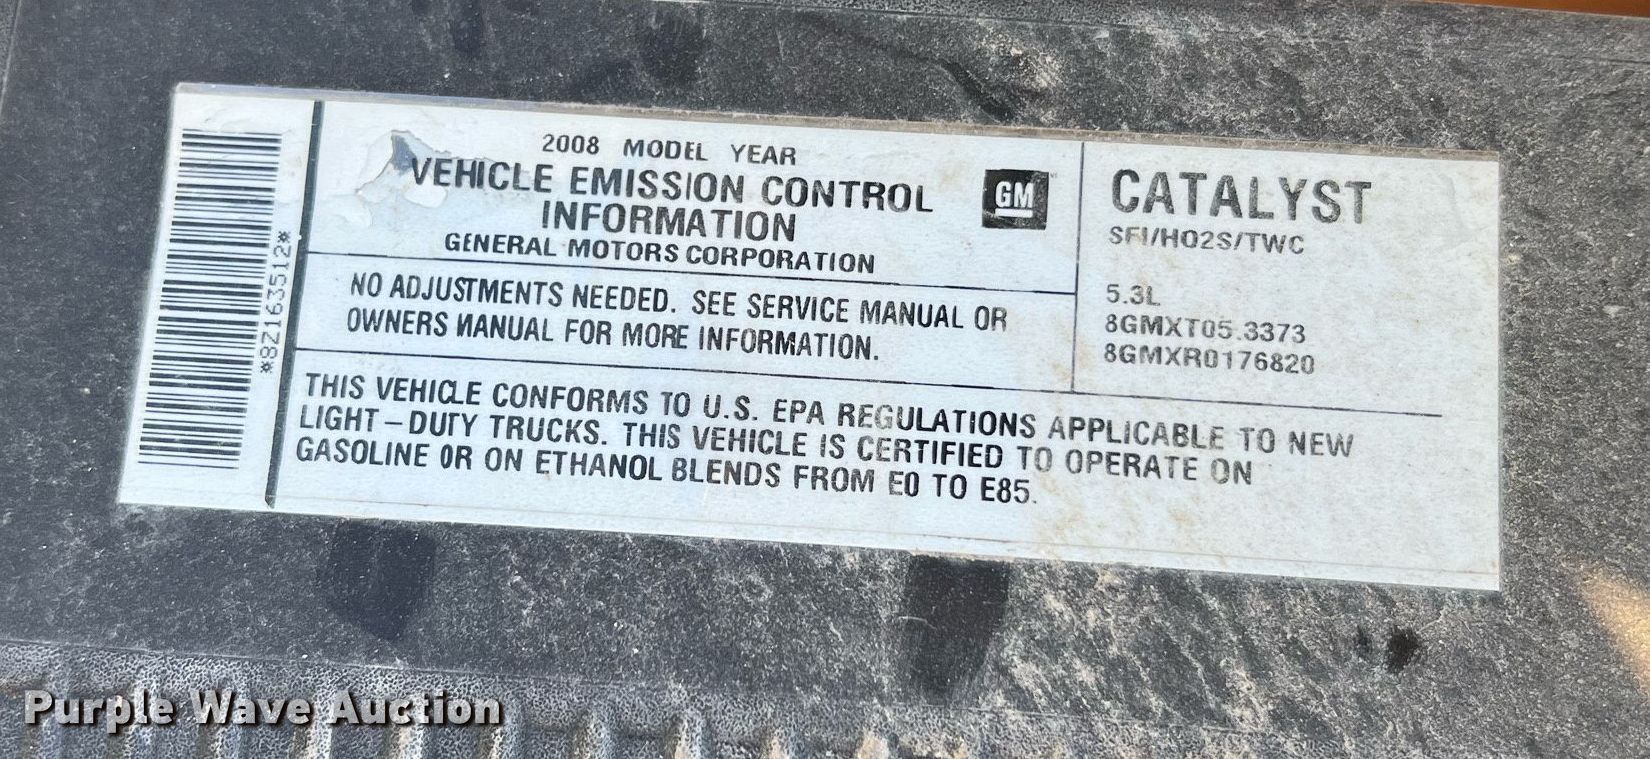 *8Z163512*
2008 MODEL YEAR
VEHICLE EMISSION CONTROL
INFORMATION
GENERAL MOTORS CORPORATION
GM
CATALYST
SFI/HO2S/TWC
5.3L
8GMXT05.3373
8GMXR0176820
NO ADJUSTMENTS NEEDED. SEE SERVICE MANUAL OR
OWNERS MANUAL FOR MORE INFORMATION.
THIS VEHICLE CONFORMS TO U.S. EPA REGULATIONS APPLICABLE TO NEW
LIGHT-DUTY TRUCKS. THIS VEHICLE IS CERTIFIED TO OPERATE ON
GASOLINE OR ON ETHANOL BLENDS FROM E0 TO E85.
Purple Wave Auction